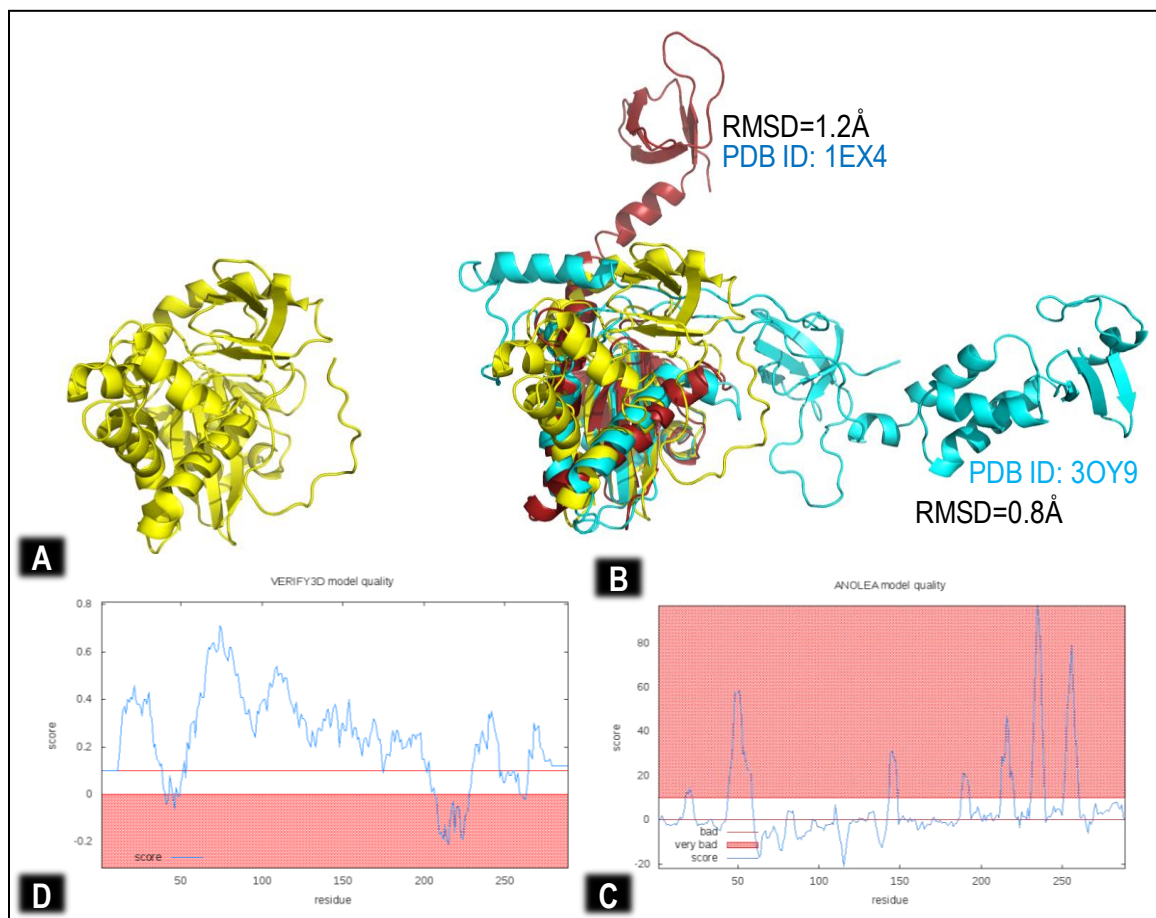 RMSD=1.2Å
PDB ID: 1EX4
PDB ID: 3OY9
RMSD=0.8Å
A
B
VERIFY3D model quality
0.8
0.6
0.4
0.2
0
-0.2
score
score
50
100
150
200
250
residue
D
ANOLEA model quality
80
60
40
20
0
-20
score
bad
very bad
score
50
100
150
200
250
residue
C